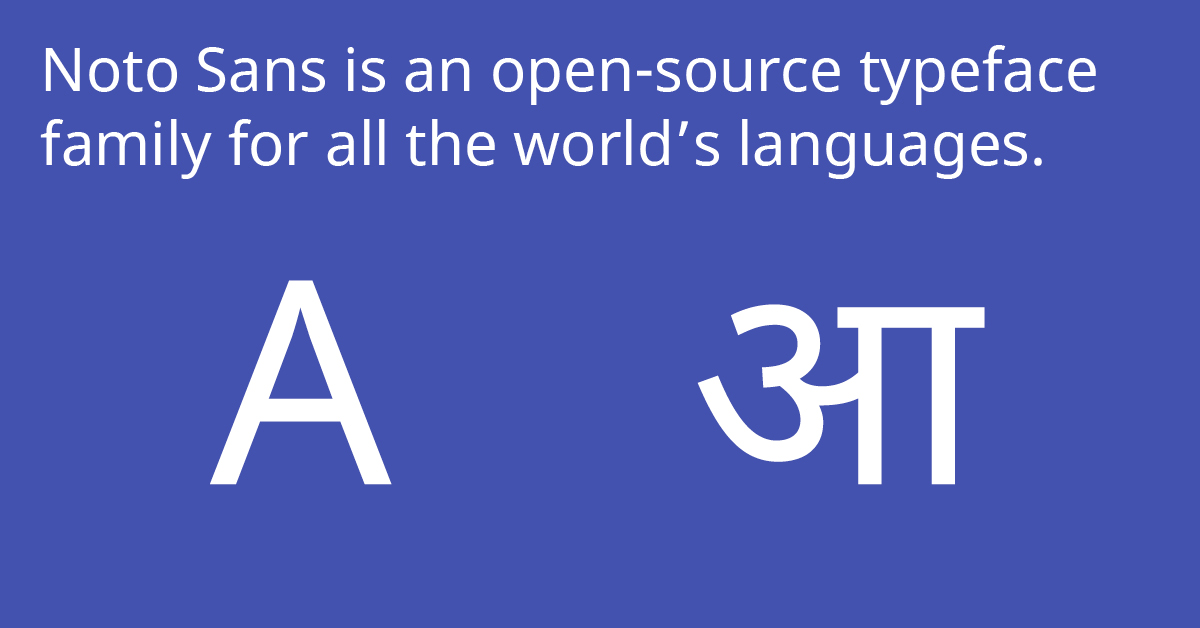 Noto Sans is an open-source typeface
family for all the world’s languages.
A आ